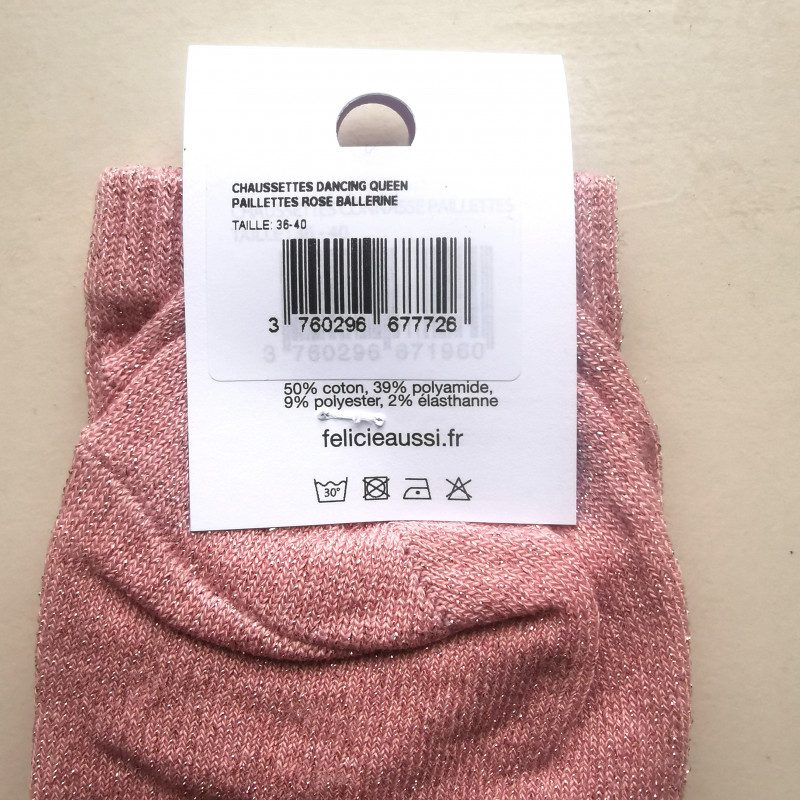 CHAUSSETTES DANCING QUEEN
PAILLETTES ROSE BALLERINE
TAILLE: 36-40
3 760296 677726
3 760296 671960
50% coton, 39% polyamide,
9% polyester, 2% élasthanne
felicieaussi.fr
30°